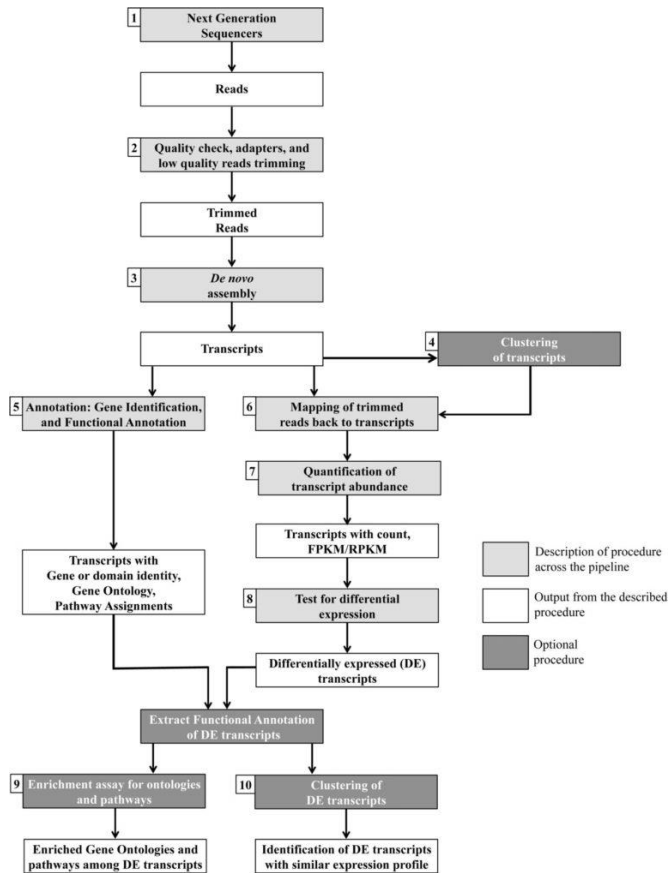 1
Next Generation
Sequencers
Reads
2
Quality check, adapters, and
low quality reads trimming
Trimmed
Reads
3
De novo
assembly
Transcripts
4
Clustering
of transcripts
5
Annotation: Gene Identification,
and Functional Annotation
6
Mapping of trimmed
reads back to transcripts
7
Quantification of
transcript abundance
Transcripts with
Gene or domain identity,
Gene Ontology,
Pathway Assignments
Transcripts with count,
FPKM/RPKM
8
Test for differential
expression
Differentially expressed (DE)
transcripts
Description of procedure
across the pipeline
Output from the described
procedure
Optional
procedure
Extract Functional Annotation
of DE transcripts
9
Enrichment assay for ontologies
and pathways
10
Clustering of
DE transcripts
Enriched Gene Ontologies and
pathways among DE transcripts
Identification of DE transcripts
with similar expression profile